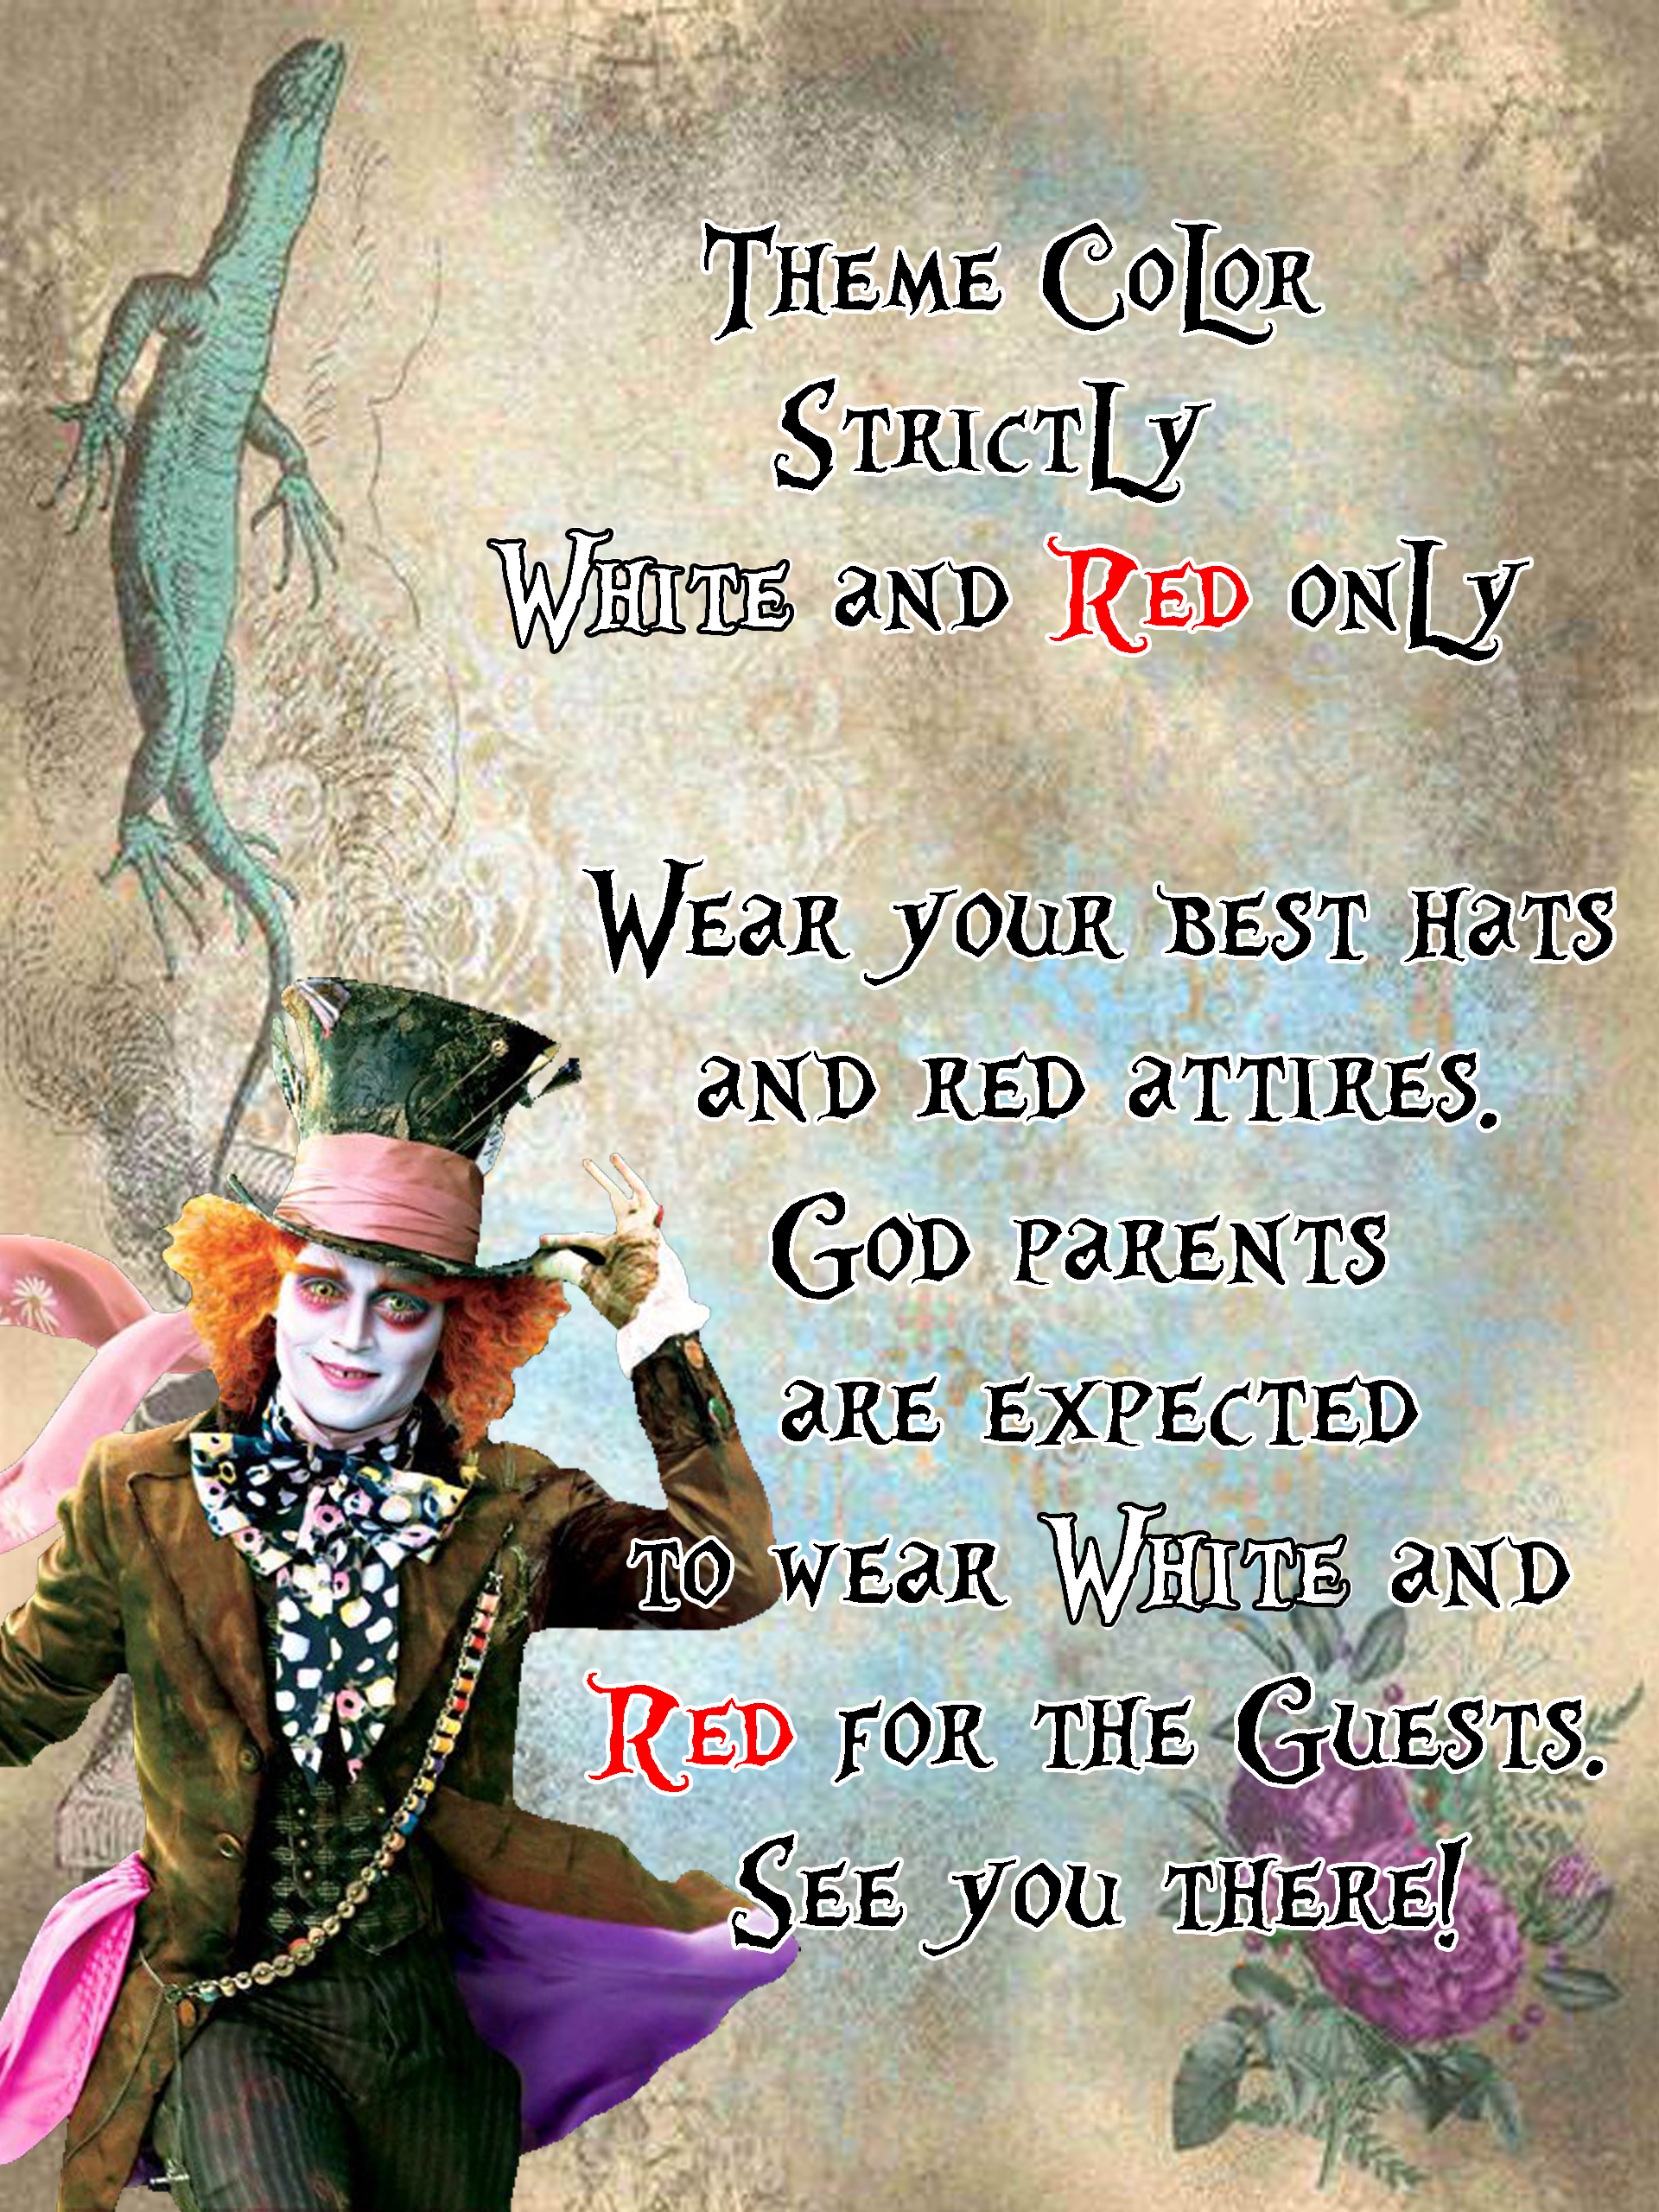 Theme Color
Strictly
White and Red only
Wear your best hats
and red attires.
God parents
are expected
to wear White and
Red for the Guests.
See you there!